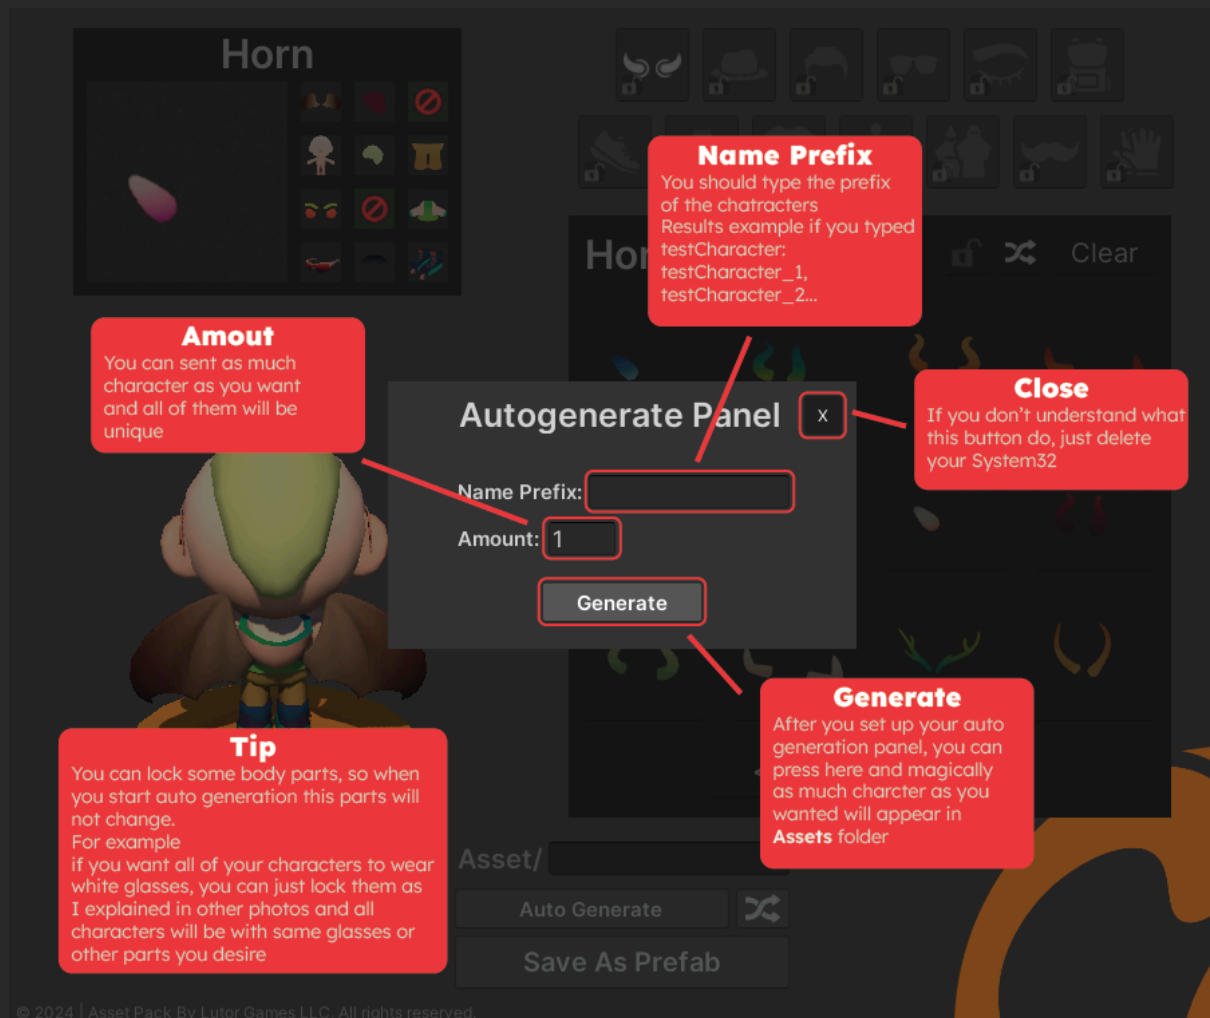 Horn
Name Prefix
You should type the prefix
of the chatracters
Results example if you typed
testCharacter:
testCharacter_1,
testCharacter_2...
Clear
Amout
You can sent as much
character as you want
and all of them will be
unique
Autogenerate Panel
x
Close
If you don't understand what
this button do, just delete
your System32
Name Prefix:
Amount:
1
Generate
Generate
After you set up your auto
generation panel, you can
press here and magically
as much charcter as you
wanted will appear in
Assets folder
Tip
You can lock some body parts, so when
you start auto generation this parts will
not change.
For example
if you want all of your characters to wear
white glasses, you can just lock them as
I explained in other photos and all
characters will be with same glasses or
other parts you desire
Asset/
Auto Generate
Save As Prefab
© 2024 | Asset Pack By Lutor Games LLC. All rights reserved